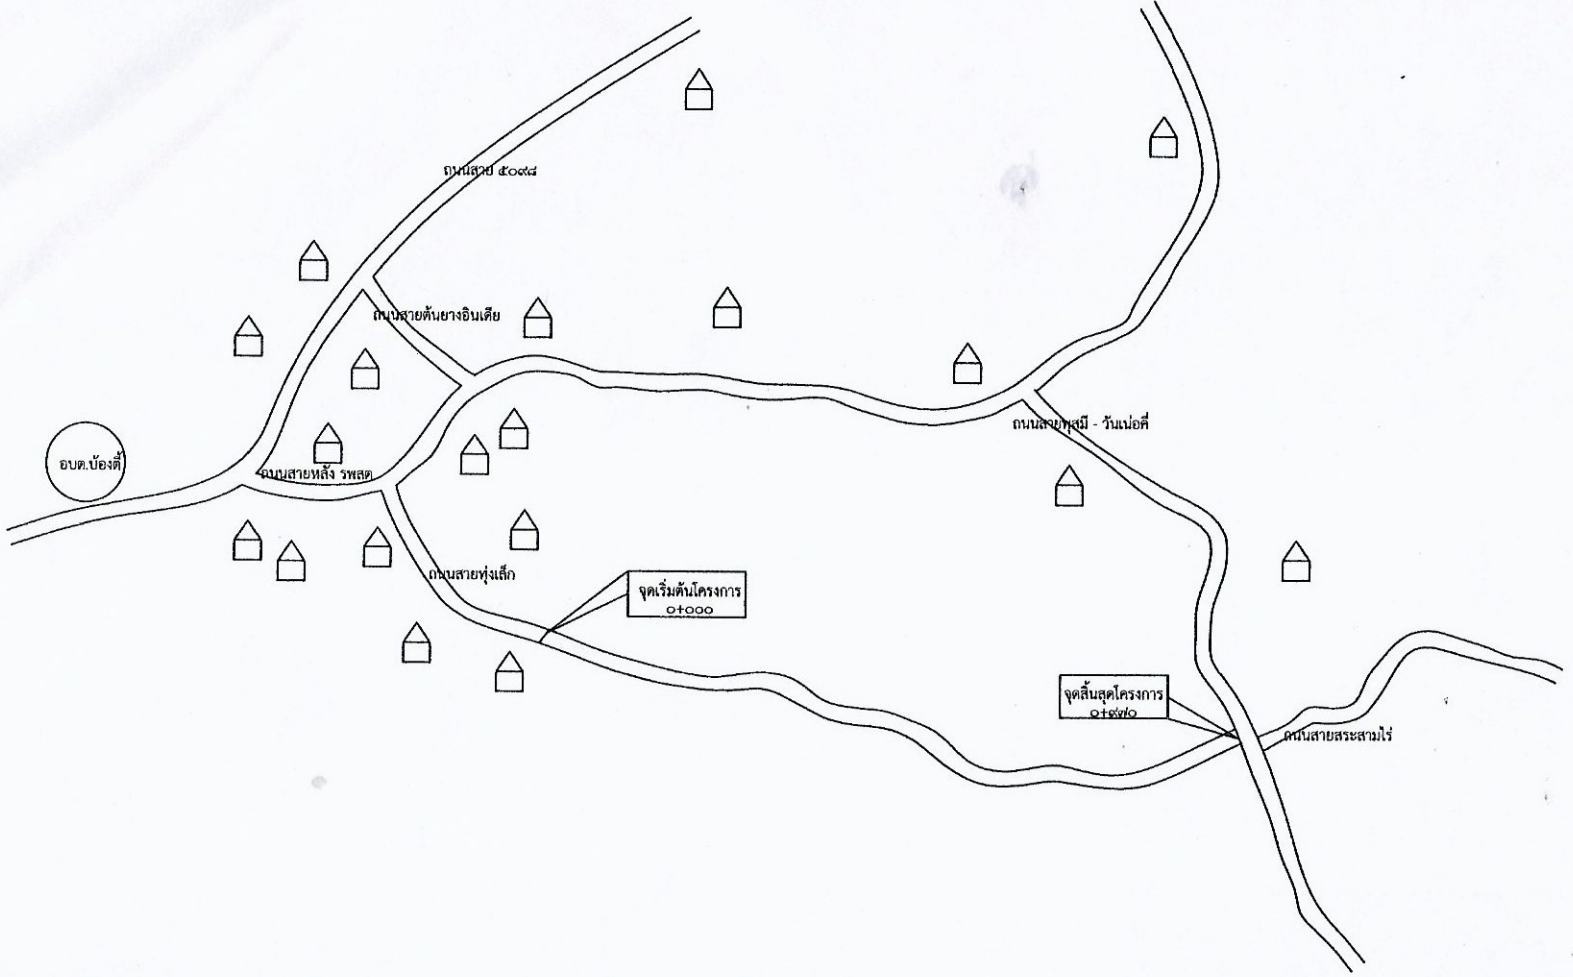 ถนนสาย ๕๐๙๘
ถนนสายต้นยางอินเดีย
ถนนสายพุสมี - วันเน่อคี่
อบต.บ้องตี้
ถนนสายหลัง รพสต
ถนนสายทุ่งเล็ก
จุดเริ่มต้นโครงการ
๐+๐๐๐
จุดสิ้นสุดโครงการ
๐+๙๗๐
ถนนสายสระสามไร่